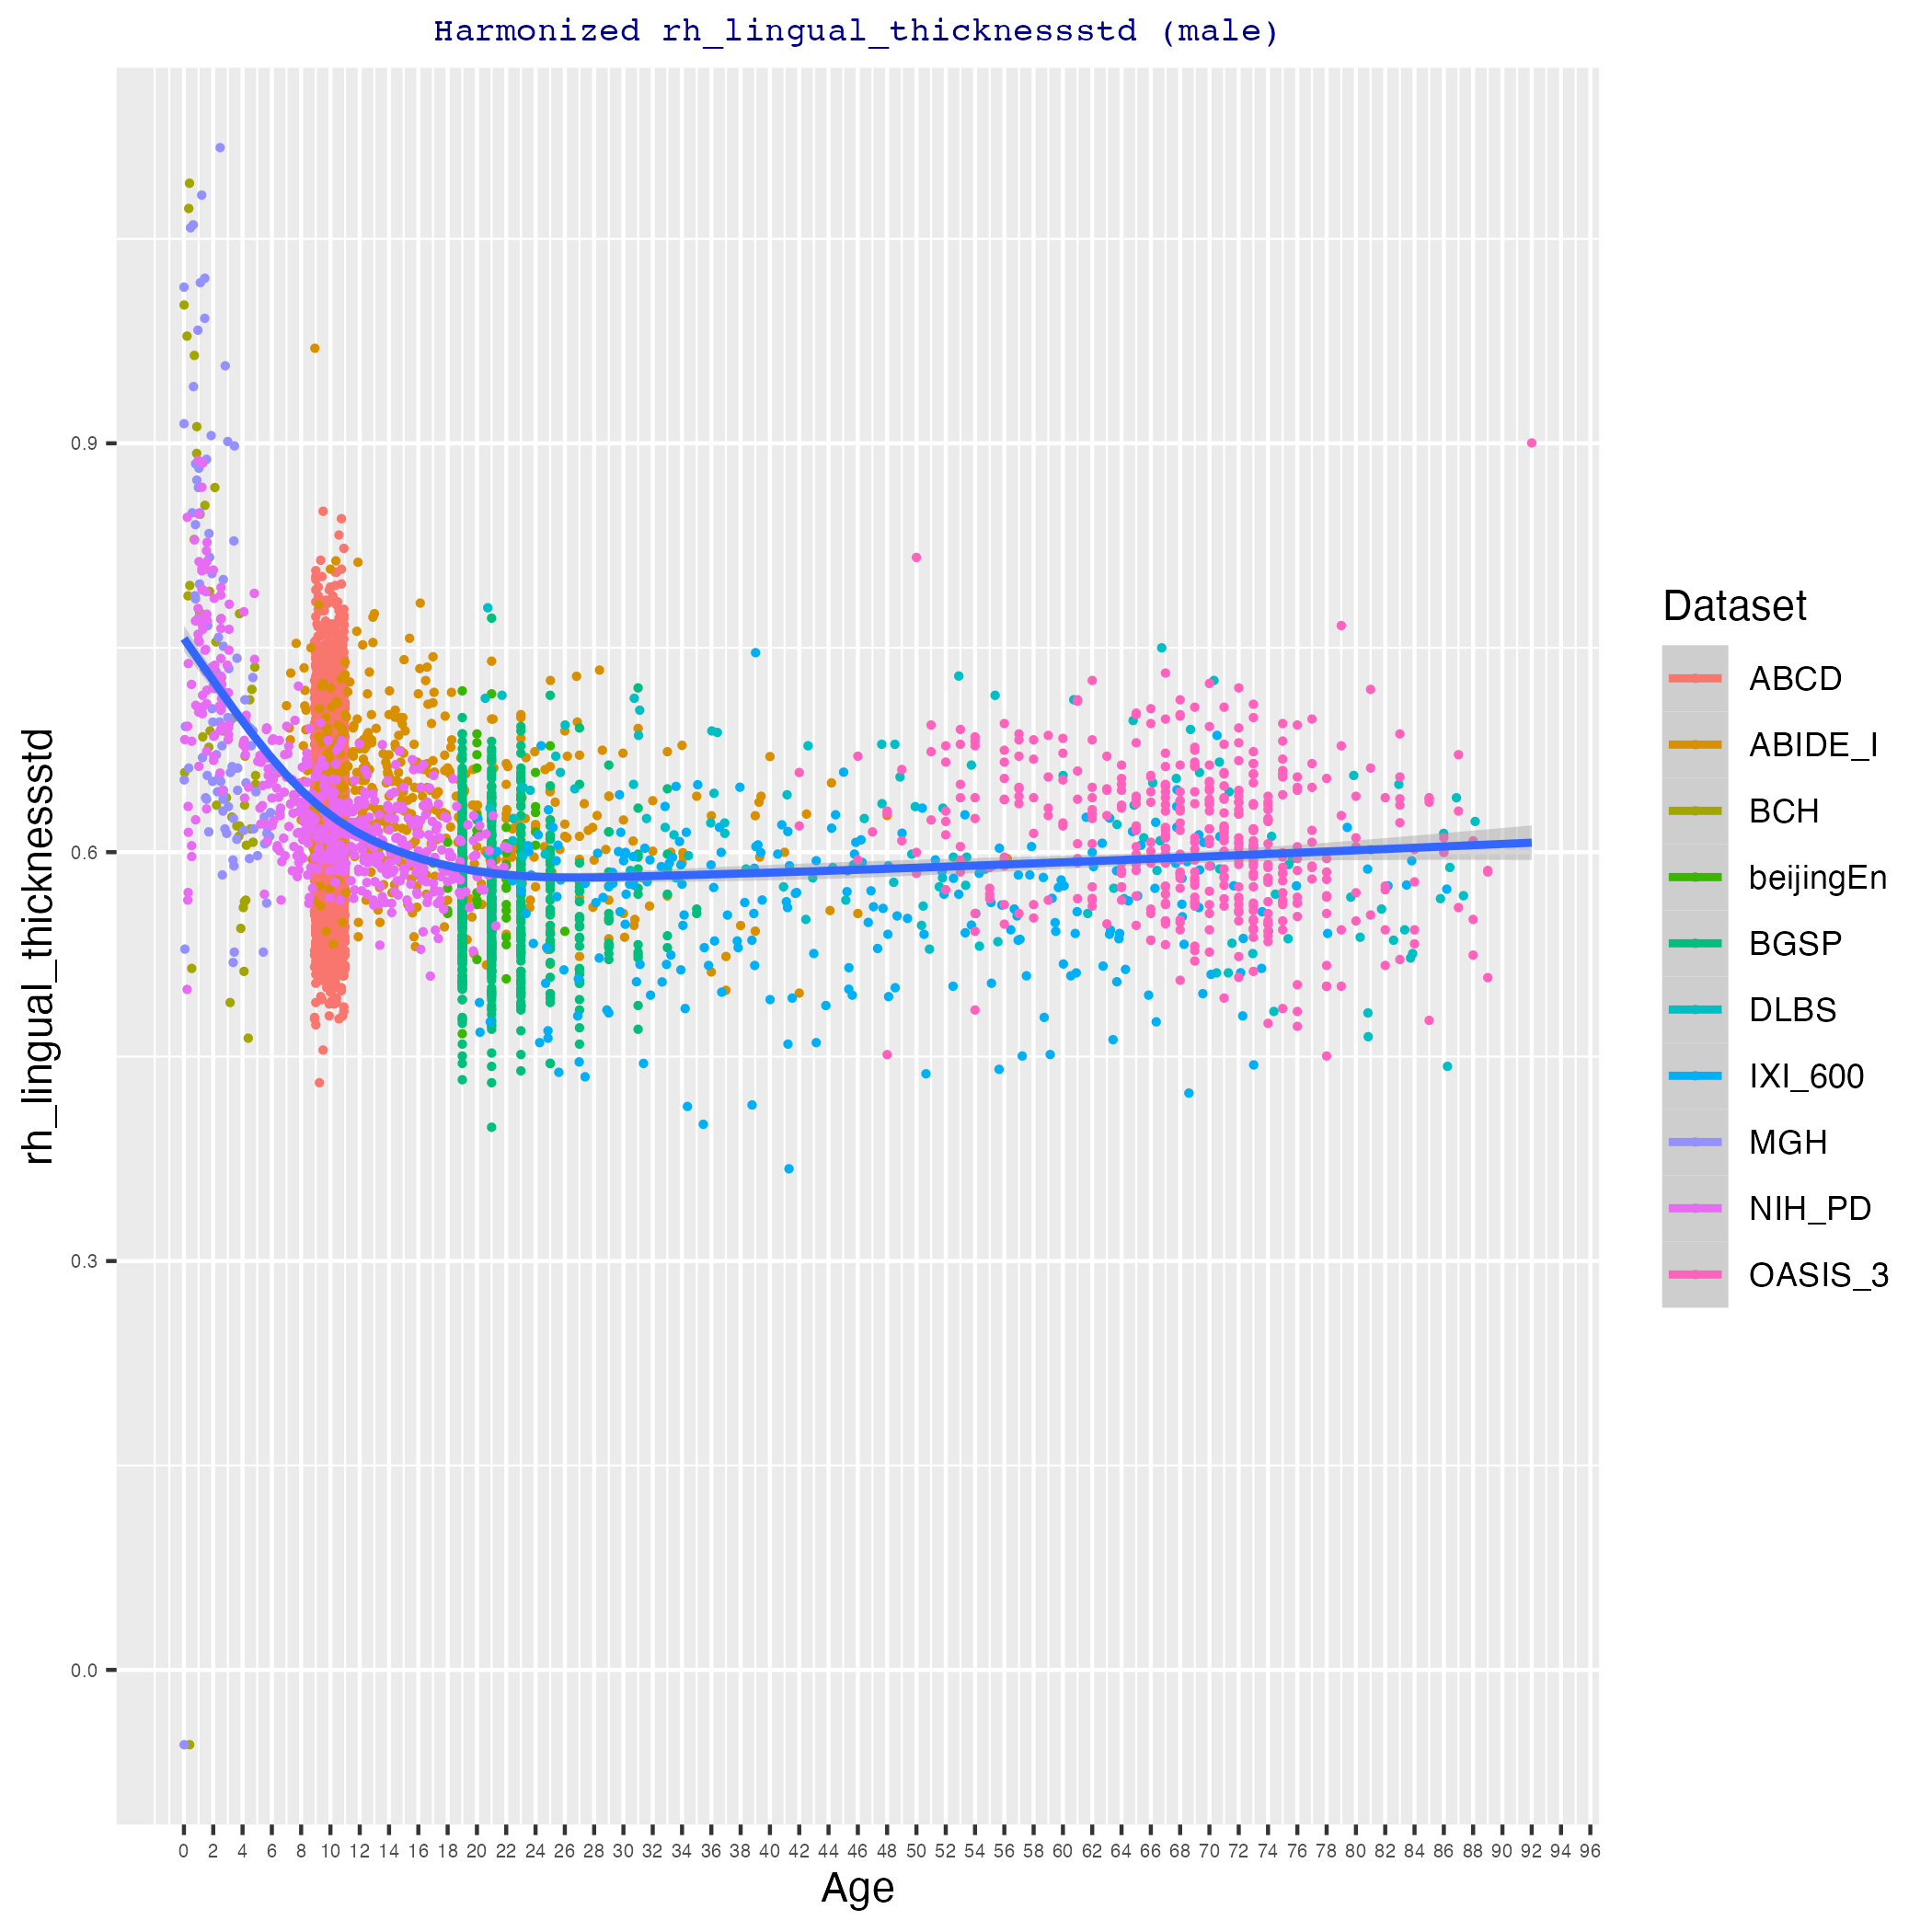 Harmonized rh_lingual_thicknessstd (male)
rh_lingual_thicknessstd
0.9
0.6
0.3
0.0
0 2 4 6 8 10 12 14 16 18 20 22 24 26 28 30 32 34 36 38 40 42 44 46 48 50 52 54 56 58 60 62 64 66 68 70 72 74 76 78 80 82 84 86 88 90 92 94 96
Age
Dataset
ABCD
ABIDE_I
BCH
beijingEn
BGSP
DLBS
IXI_600
MGH
NIH_PD
OASIS_3